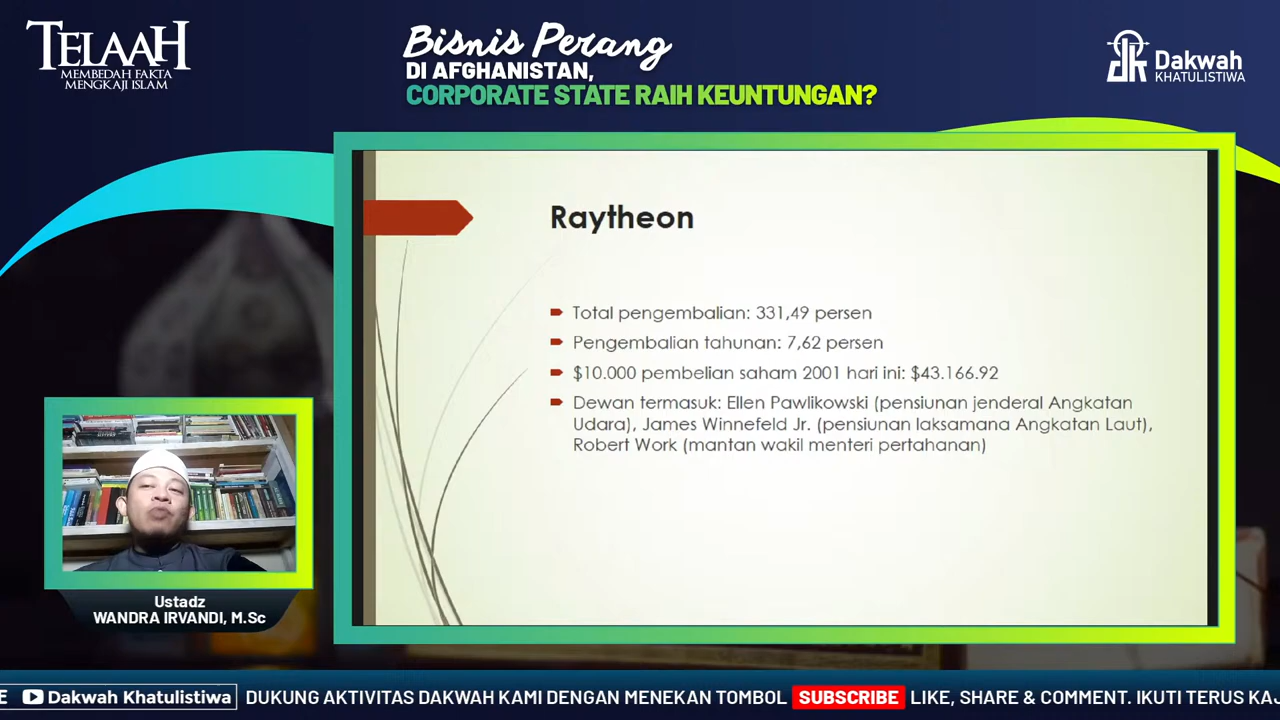 TELAAH
MEMBEDAH FAKTA
MENGKAJI ISLAM
Bisnis Perang
DI AFGHANISTAN,
CORPORATE STATE RAIH KEUNTUNGAN?
Dakwah
KHATULISTIWA
Raytheon
Total pengembalian: 331,49 persen
Pengembalian tahunan: 7,62 persen
$10.000 pembelian saham 2001 hari ini: $43.166.92
Dewan termasuk: Ellen Pawlikowski (pensiunan jenderal Angkatan
Udara), James Winnefeld Jr. (pensiunan laksamana Angkatan Laut),
Robert Work (mantan wakil menteri pertahanan)
Ustadz
WANDRA IRVANDI, M.Sc
E Dakwah Khatulistiwa DUKUNG AKTIVITAS DAKWAH KAMI DENGAN MENEKAN TOMBOL SUBSCRIBE LIKE, SHARE & COMMENT. IKUTI TERUS KAJ